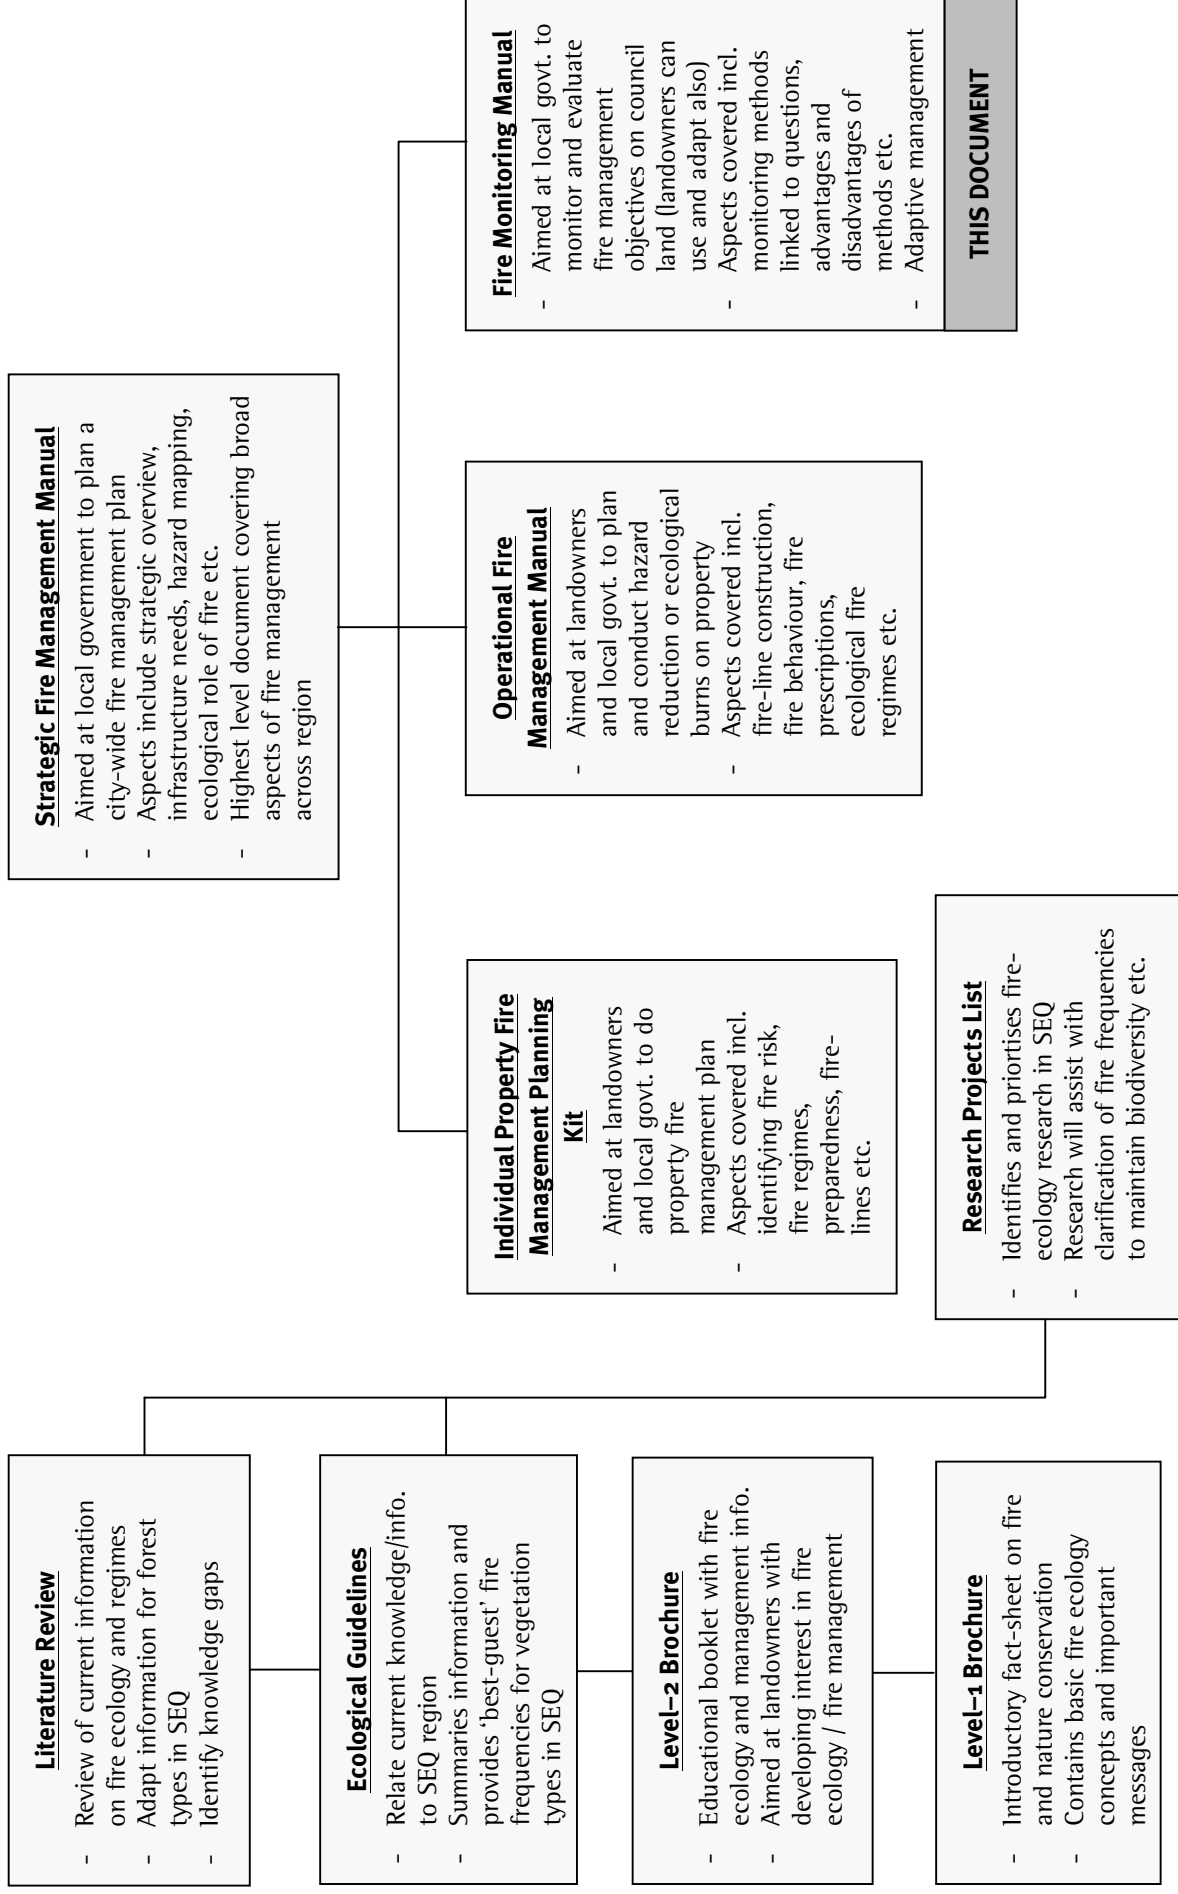 Literature Review
- Review of current information
on fire ecology and regimes
- Adapt information for forest
types in SEQ
- Identify knowledge gaps
Ecological Guidelines
- Relate current knowledge/info.
to SEQ region
- Summaries information and
provides ‘best-guest’ fire
frequencies for vegetation
types in SEQ
Level-2 Brochure
- Educational booklet with fire
ecology and management info.
- Aimed at landowners with
developing interest in fire
ecology / fire management
Level-1 Brochure
- Introductory fact-sheet on fire
and nature conservation
- Contains basic fire ecology
concepts and important
messages
Research Projects List
- Identifies and priortises fire-
ecology research in SEQ
- Research will assist with
clarification of fire frequencies
to maintain biodiversity etc.
Strategic Fire Management Manual
- Aimed at local government to plan a
city-wide fire management plan
- Aspects include strategic overview,
infrastructure needs, hazard mapping,
ecological role of fire etc.
- Highest level document covering broad
aspects of fire management
across region
Individual Property Fire
Management Planning
Kit
- Aimed at landowners
and local govt. to do
property fire
management plan
- Aspects covered incl.
identifying fire risk,
fire regimes,
preparedness, fire-
lines etc.
Operational Fire
Management Manual
- Aimed at landowners
and local govt. to plan
and conduct hazard
reduction or ecological
burns on property
- Aspects covered incl.
fire-line construction,
fire behaviour, fire
prescriptions,
ecological fire
regimes etc.
Fire Monitoring Manual
- Aimed at local govt. to
monitor and evaluate
fire management
objectives on council
land (landowners can
use and adapt also)
- Aspects covered incl.
monitoring methods
linked to questions,
advantages and
disadvantages of
methods etc.
- Adaptive management
THIS DOCUMENT